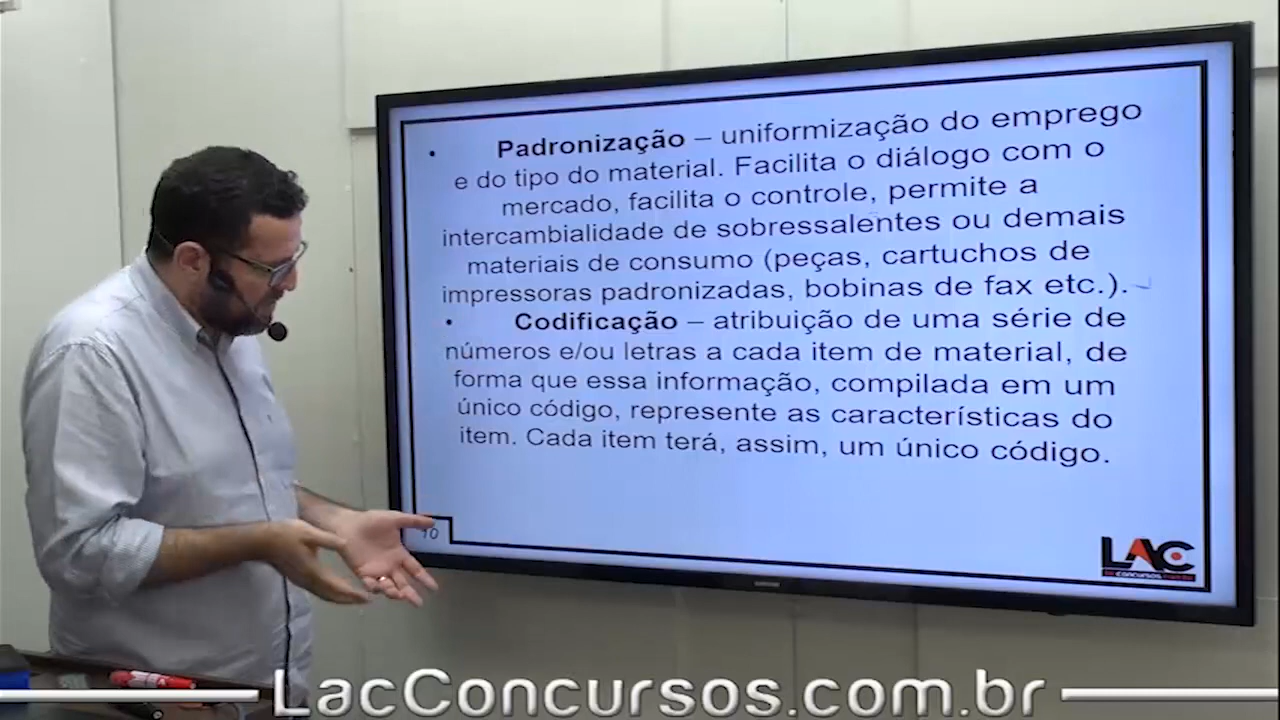 • Padronização – uniformização do emprego
e do tipo do material. Facilita o diálogo com o
mercado, facilita o controle, permite a
intercambialidade de sobressalentes ou demais
materiais de consumo (peças, cartuchos de
impressoras padronizadas, bobinas de fax etc.).
• Codificação – atribuição de uma série de
números e/ou letras a cada item de material, de
forma que essa informação, compilada em um
único código, represente as características do
item. Cada item terá, assim, um único código.
10
LAC
concursos.com.br
LacConcursos.com.br